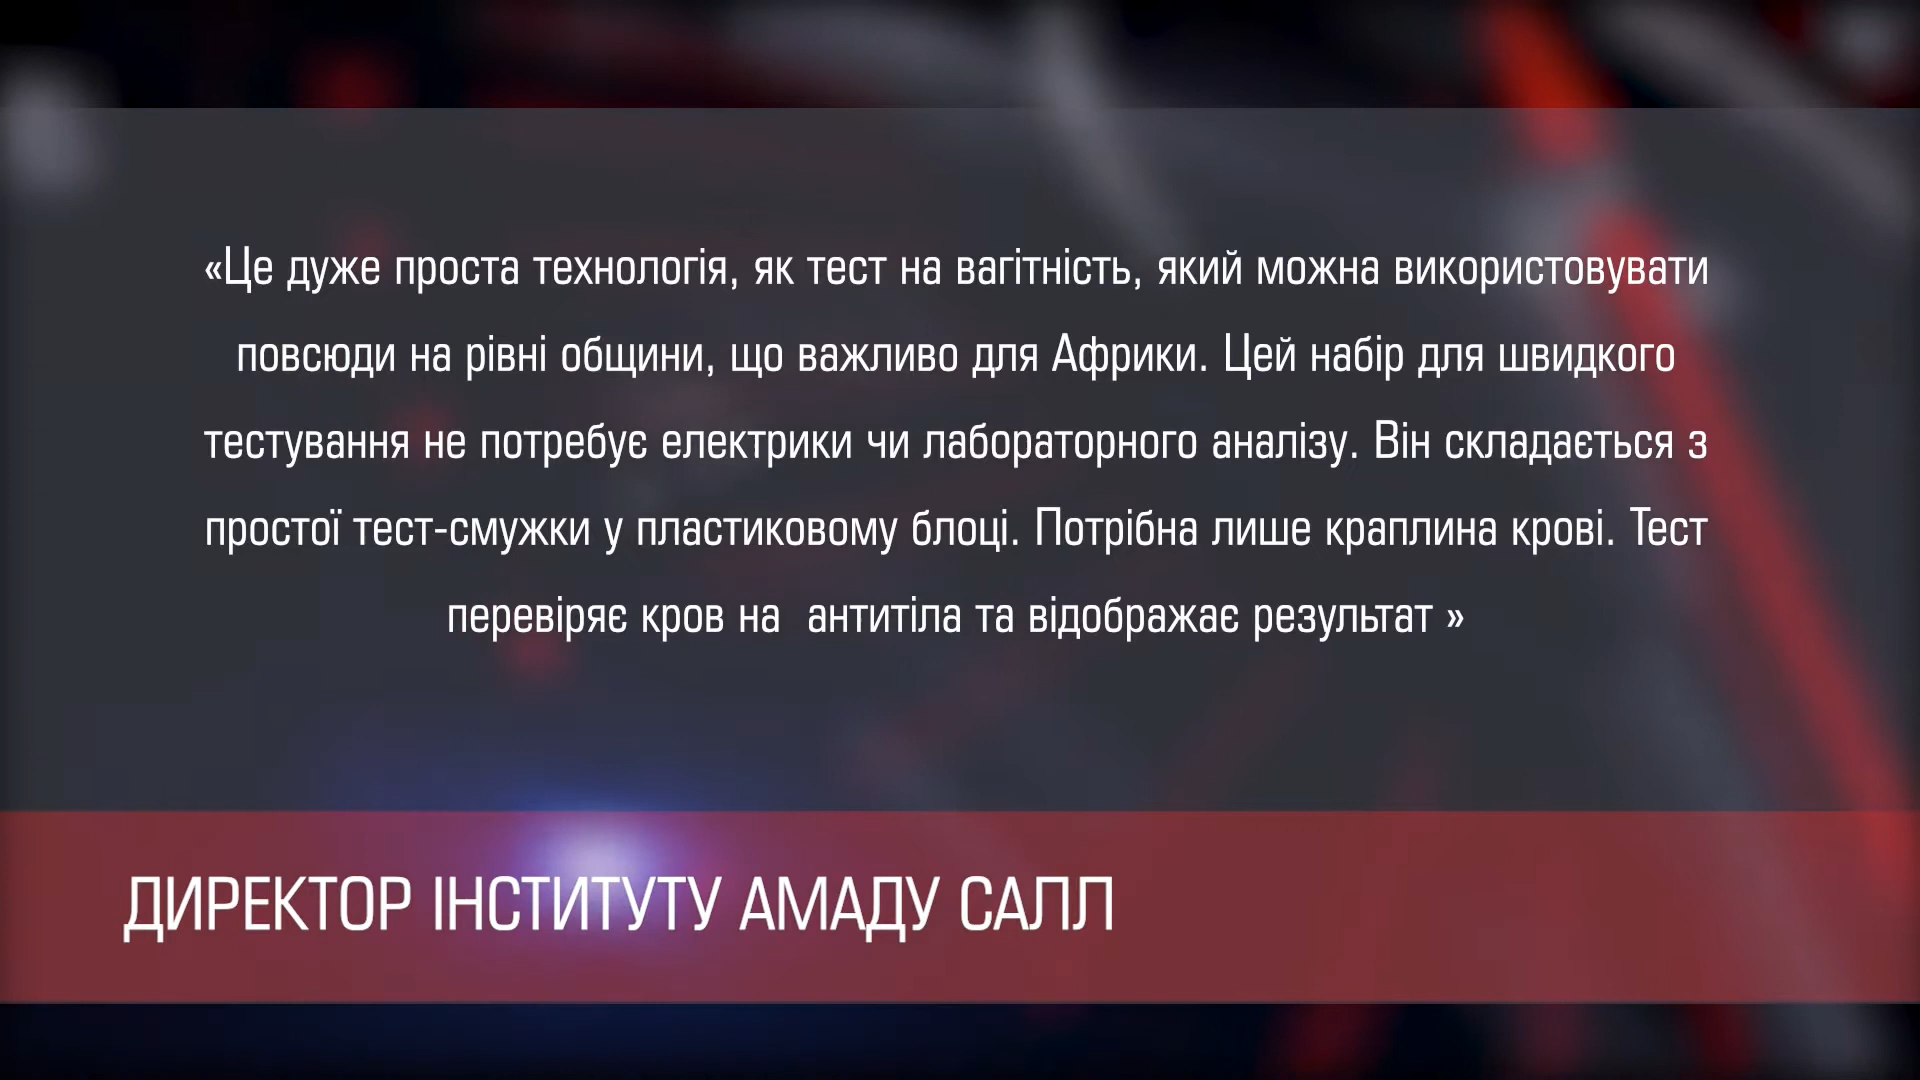 «Це дуже проста технологія, як тест на вагітність, який можна використовувати
повсюди на рівні общини, що важливо для Африки. Цей набір для швидкого
тестування не потребує електрики чи лабораторного аналізу. Він складається з
простої тест-смужки у пластиковому блоці. Потрібна лише краплина крові. Тест
перевіряє кров на  антитіла та відображає результат »
ДИРЕКТОР ІНСТИТУТУ АМАДУ САЛЛ